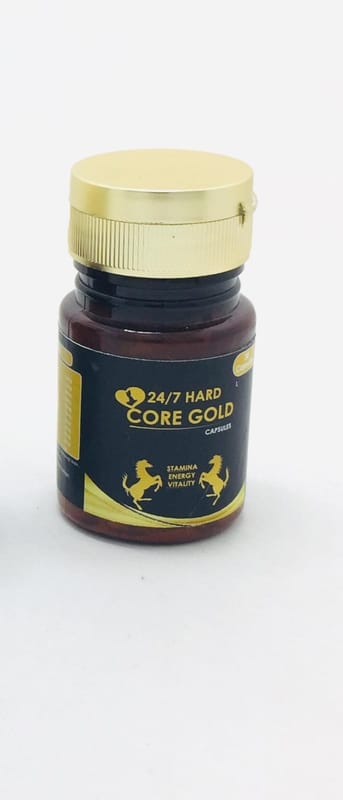 24/7 HARD
CORE GOLD
CAPSULES
STAMINA
ENERGY
VITALITY